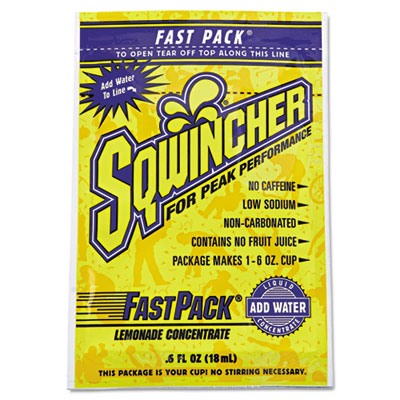 FAST PACK®
TO OPEN TEAR OFF TOP ALONG THIS LINE
Add Water
To Line
SQWINCHER®
FOR PEAK PERFORMANCE
NO CAFFEINE
LOW SODIUM
NON-CARBONATED
CONTAINS NO FRUIT JUICE
PACKAGE MAKES 1-6 OZ. CUP
FASTPACK®
LEMONADE CONCENTRATE
LIQUID
ADD WATER
CONCENTRATE
.6 FL OZ (18 mL)
THIS PACKAGE IS YOUR CUP! NO STIRRING NECESSARY.